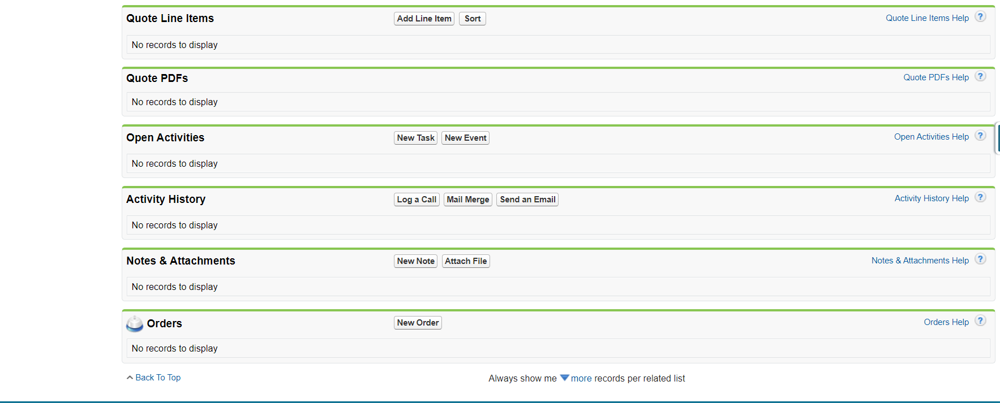 Quote Line Items Add Line Item Sort Quote Line Items Help ?
No records to display
Quote PDFs Quote PDFs Help ?
No records to display
Open Activities New Task New Event Open Activities Help ?
No records to display
Activity History Log a Call Mail Merge Send an Email Activity History Help ?
No records to display
Notes & Attachments New Note Attach File Notes & Attachments Help ?
No records to display
Orders New Order Orders Help ?
No records to display
Back To Top Always show me more records per related list